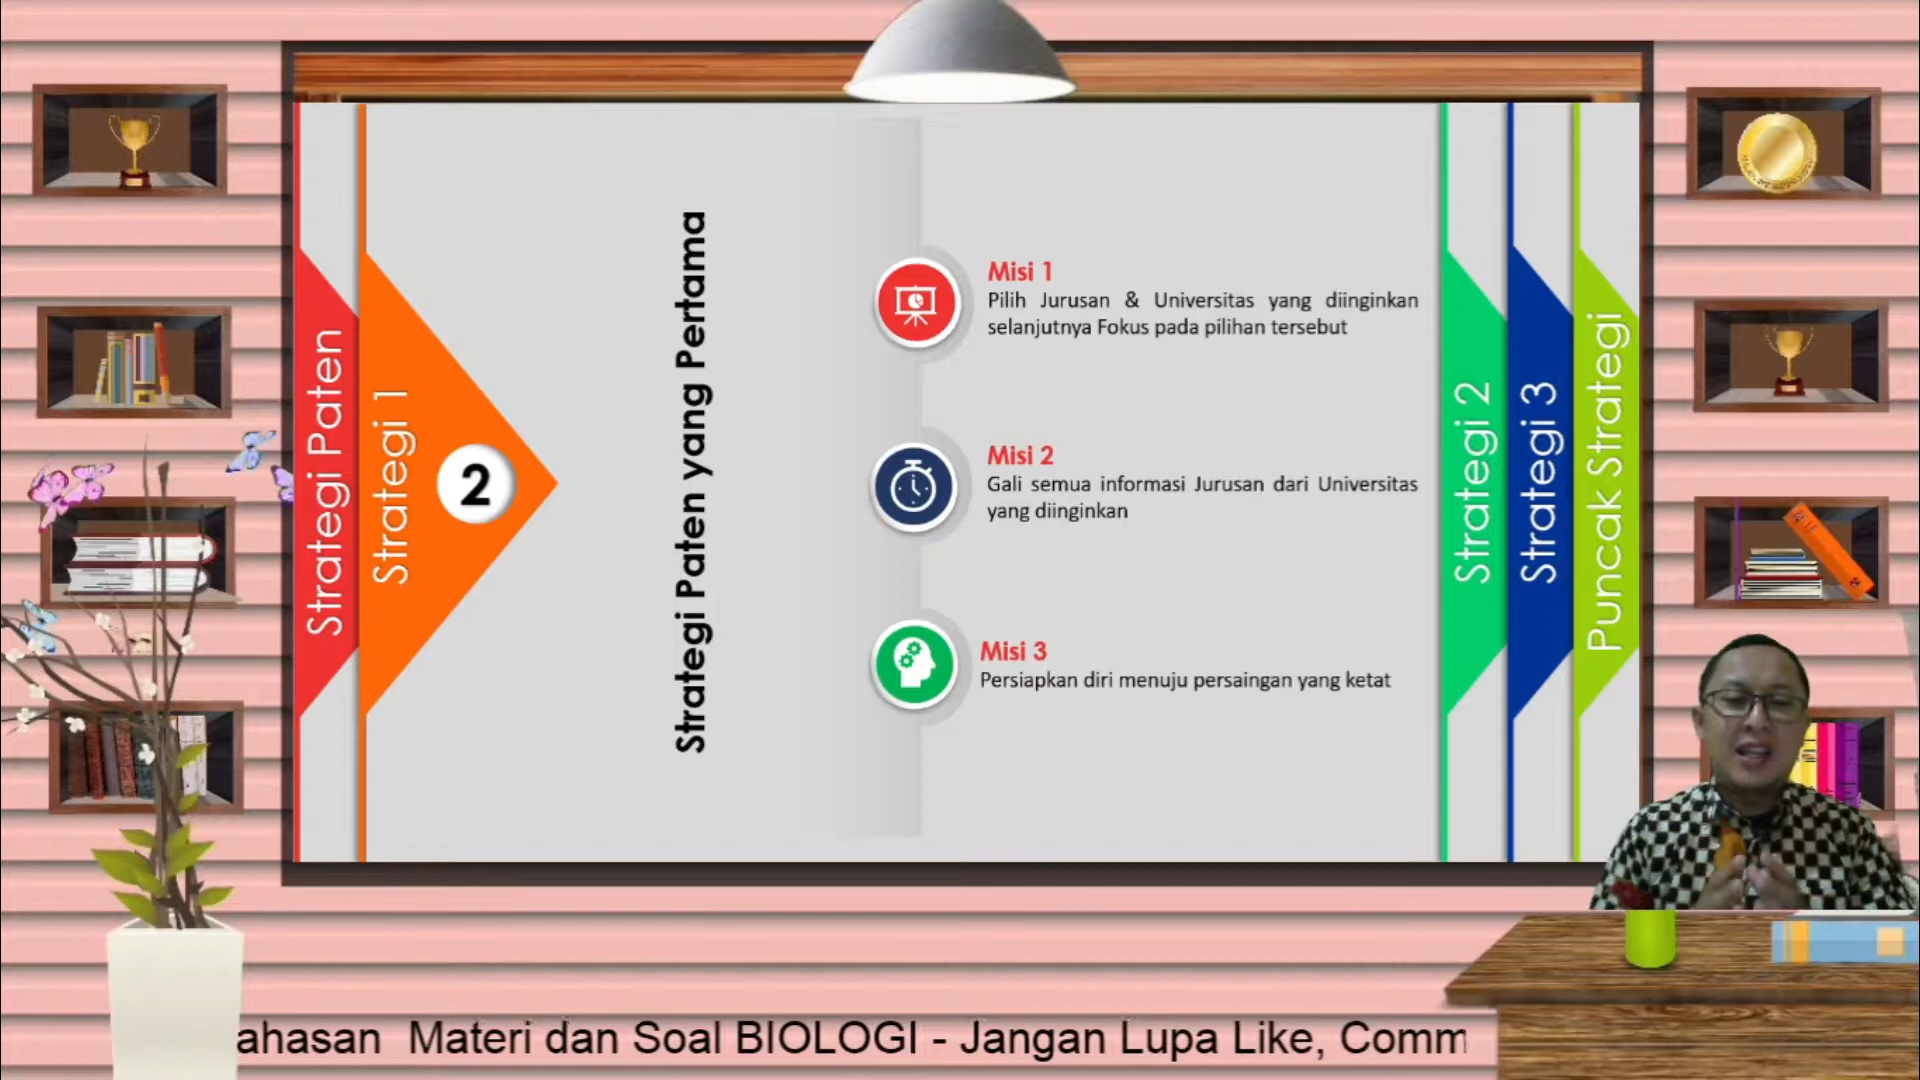 Strategi Paten
Strategi 1
2
Strategi Paten yang Pertama
Misi 1
Pilih Jurusan & Universitas yang diinginkan
selanjutnya Fokus pada pilihan tersebut
Misi 2
Gali semua informasi Jurusan dari Universitas
yang diinginkan
Misi 3
Persiapkan diri menuju persaingan yang ketat
Strategi 2
Strategi 3
Puncak Strategi
ahasan Materi dan Soal BIOLOGI - Jangan Lupa Like, Comm